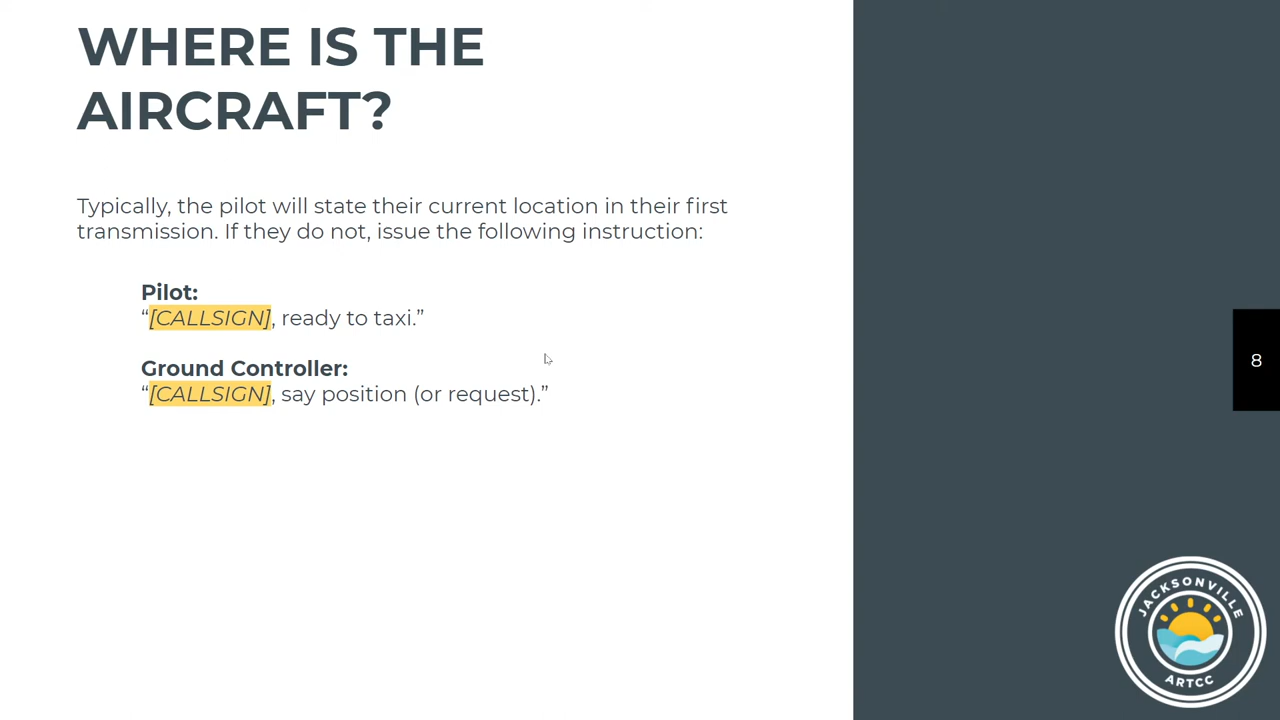 WHERE IS THE
AIRCRAFT?
Typically, the pilot will state their current location in their first
transmission. If they do not, issue the following instruction:
Pilot:
“[CALLSIGN], ready to taxi.”
Ground Controller:
“[CALLSIGN], say position (or request).”
8
JACKSONVILLE
ARTCC